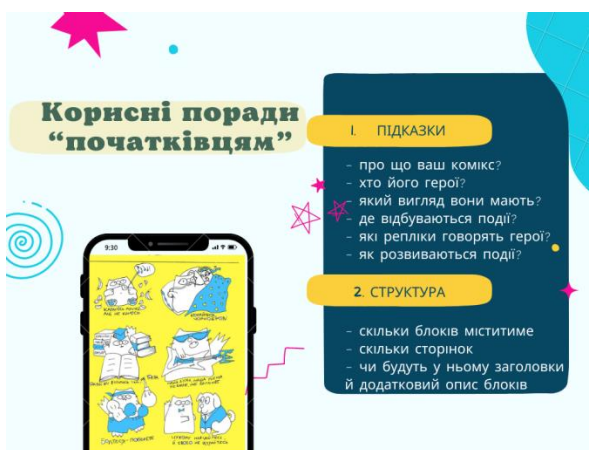 Корисні поради
“початківцям”
I. ПІДКАЗКИ
- про що ваш комікс?
- хто його герої?
- який вигляд вони мають?
- де відбуваються події?
- які репліки говорять герої?
- як розвиваються події?
2. СТРУКТУРА
- скільки блоків міститиме
- скільки сторінок
- чи будуть у ньому заголовки
й додатковий опис блоків
9:30